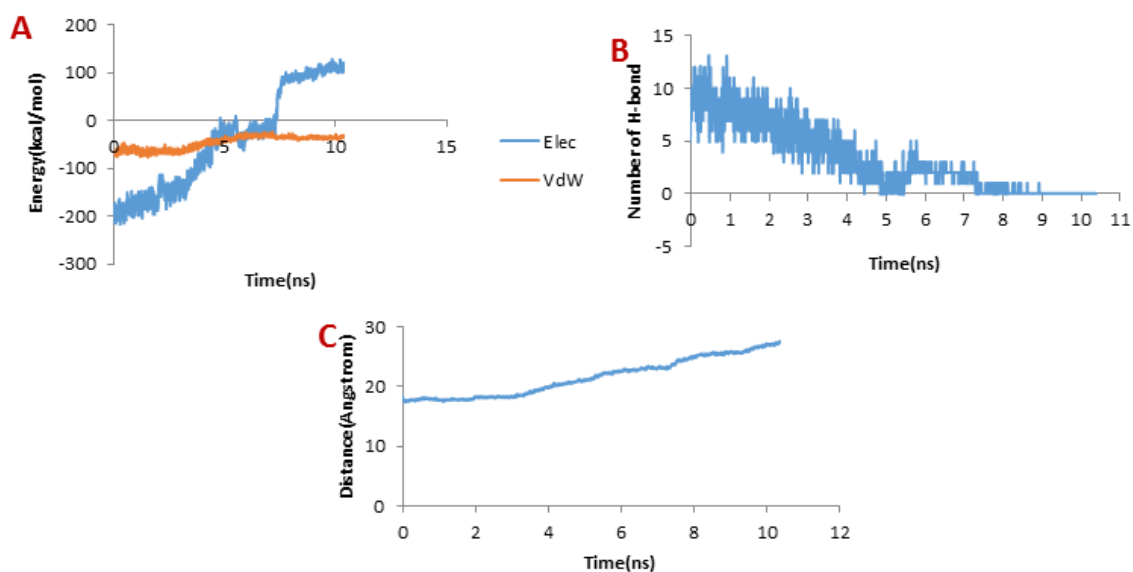 A
Energy(kcal/mol)
200
100
0
-100
-200
-300
0
5
10
15
Time(ns)
Elec
VdW
B
Number of H-bond
15
10
5
0
-5
0 1 2 3 4 5 6 7 8 9 10 11
Time(ns)
C
Distance(Angstrom)
30
20
10
0
0 2 4 6 8 10 12
Time(ns)